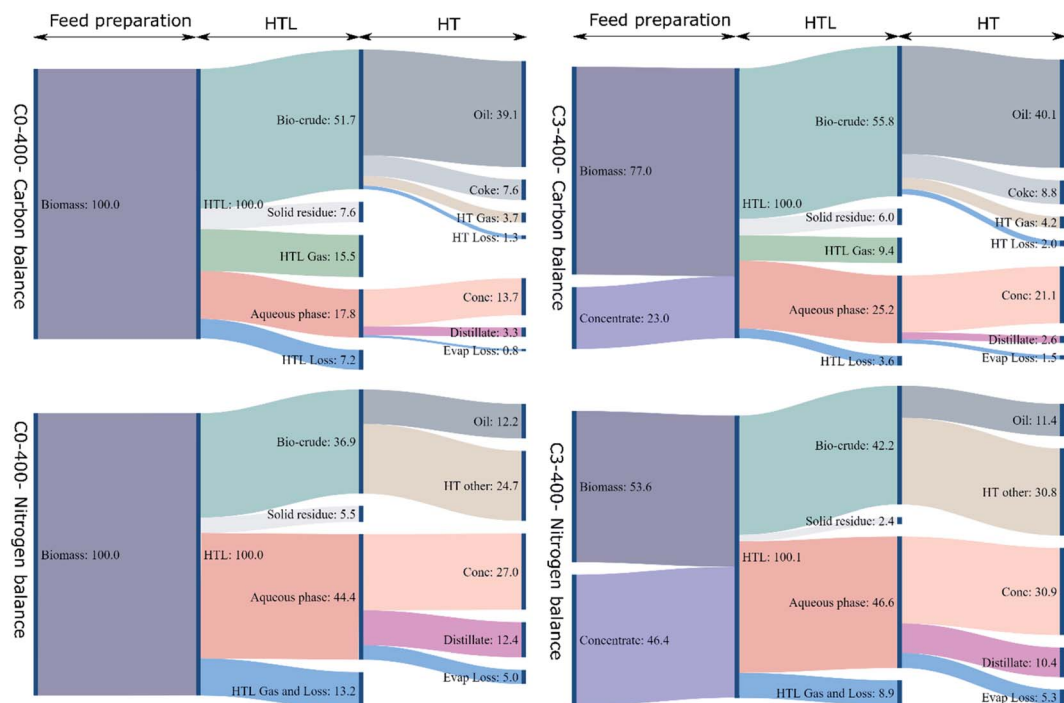 Feed preparation HTL HT
C0-400- Carbon balance
Biomass: 100.0
HTL: 100.0
Bio-crude: 51.7
Solid residue: 7.6
HTL Gas: 15.5
Aqueous phase: 17.8
HTL Loss: 7.2
Oil: 39.1
Coke: 7.6
HT Gas: 3.7
HT Loss: 1.3
Conc: 13.7
Distillate: 3.3
Evap Loss: 0.8
Feed preparation HTL HT
C3-400- Carbon balance
Biomass: 77.0
Concentrate: 23.0
HTL: 100.0
Bio-crude: 55.8
Solid residue: 6.0
HTL Gas: 9.4
Aqueous phase: 25.2
HTL Loss: 3.6
Oil: 40.1
Coke: 8.8
HT Gas: 4.2
HT Loss: 2.0
Conc: 21.1
Distillate: 2.6
Evap Loss: 1.5
C0-400- Nitrogen balance
Biomass: 100.0
HTL: 100.0
Bio-crude: 36.9
Solid residue: 5.5
Aqueous phase: 44.4
HTL Gas and Loss: 13.2
Oil: 12.2
HT other: 24.7
Conc: 27.0
Distillate: 12.4
Evap Loss: 5.0
C3-400- Nitrogen balance
Biomass: 53.6
Concentrate: 46.4
HTL: 100.1
Bio-crude: 42.2
Solid residue: 2.4
Aqueous phase: 46.6
HTL Gas and Loss: 8.9
Oil: 11.4
HT other: 30.8
Conc: 30.9
Distillate: 10.4
Evap Loss: 5.3